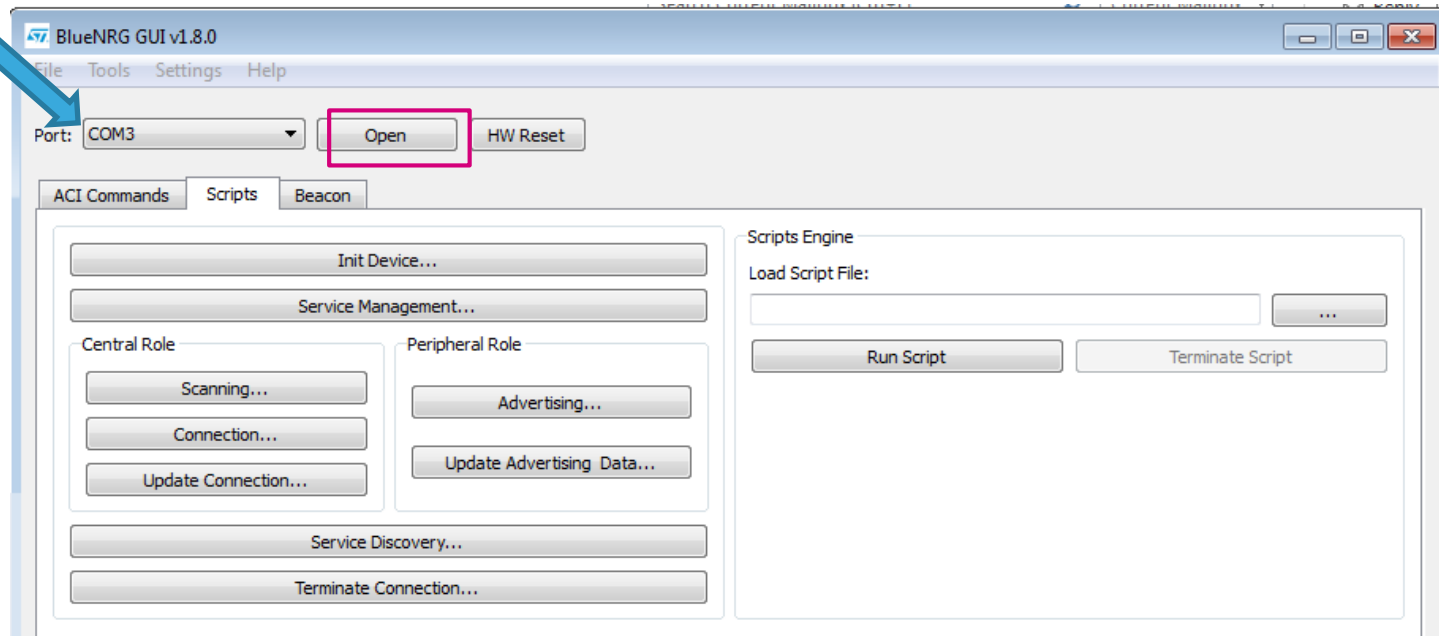 BlueNRG GUI v1.8.0
File Tools Settings Help
Port: COM3 Open HW Reset
ACI Commands Scripts Beacon
Init Device...
Service Management...
Central Role
Scanning...
Connection...
Update Connection...
Peripheral Role
Advertising...
Update Advertising Data...
Service Discovery...
Terminate Connection...
Scripts Engine
Load Script File:
...
Run Script Terminate Script